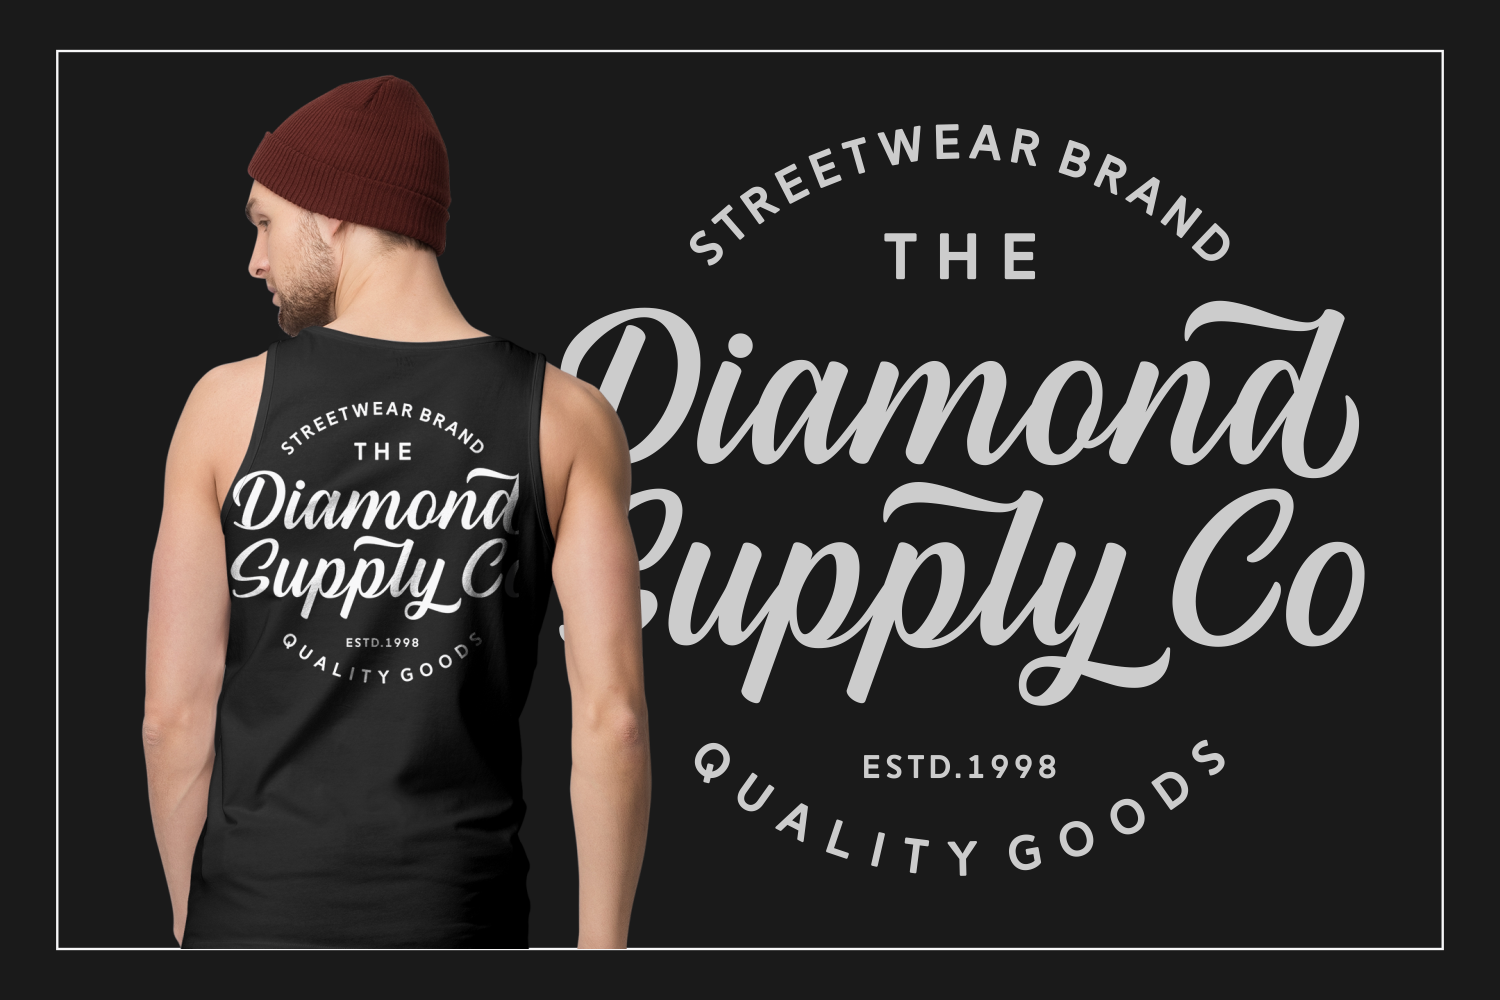 STREETWEAR BRAND
THE
Diamond
Supply Co
ESTD.1998
QUALITY GOODS
STREETWEAR BRAND
THE
Diamond
Supply Co
ESTD.1998
QUALITY GOODS